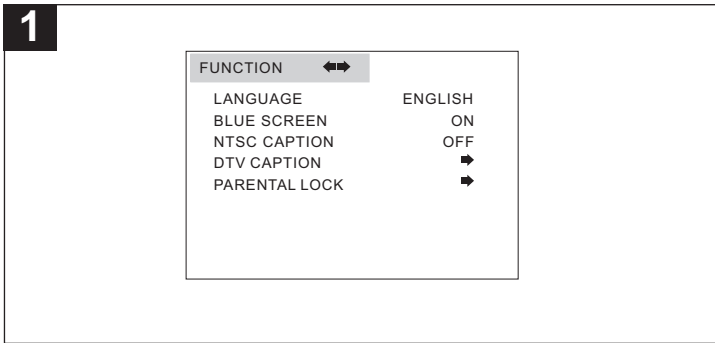 1
FUNCTION
LANGUAGE ENGLISH
BLUE SCREEN ON
NTSC CAPTION OFF
DTV CAPTION
PARENTAL LOCK